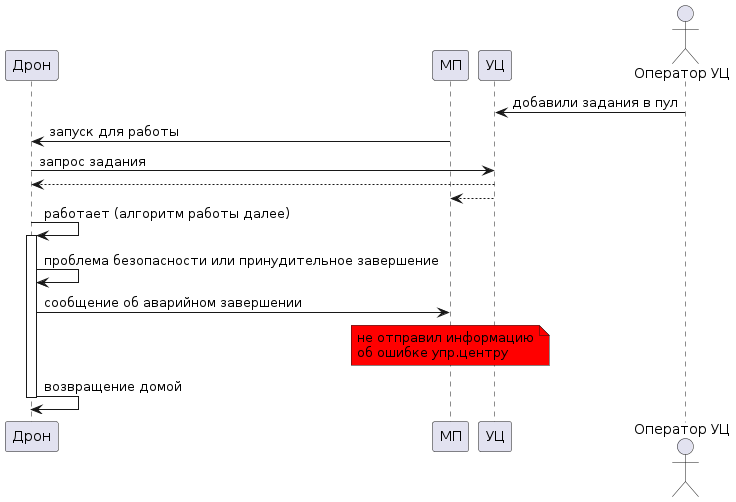 Оператор УЦ
Дрон
МП
УЦ
добавили задания в пул
запуск для работы
запрос задания
работает (алгоритм работы далее)
проблема безопасности или принудительное завершение
сообщение об аварийном завершении
не отправил информацию
об ошибке упр.центру
возвращение домой
Дрон
МП
УЦ
Оператор УЦ